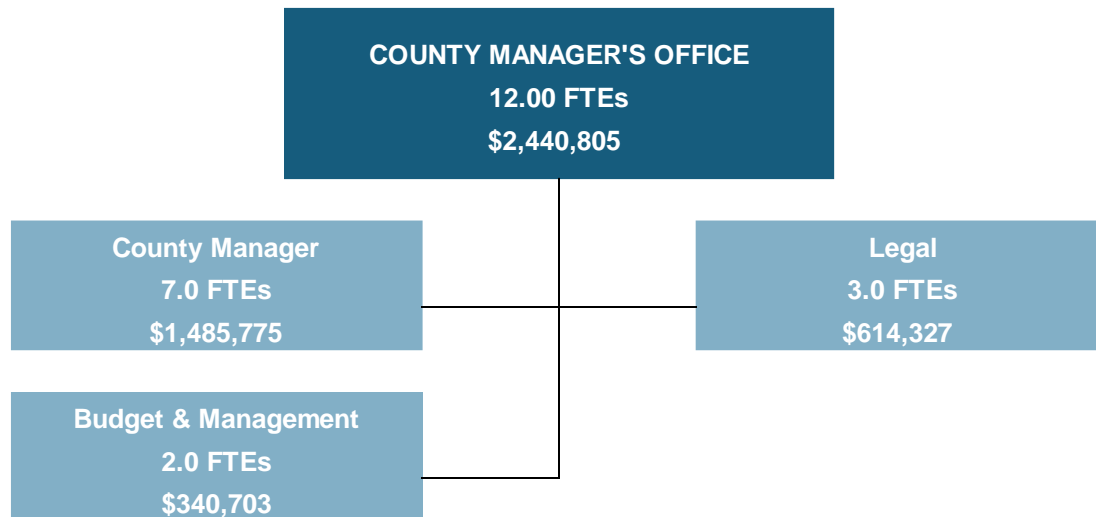 COUNTY MANAGER'S OFFICE
12.00 FTEs
$2,440,805
County Manager
7.0 FTEs
$1,485,775
Legal
3.0 FTEs
$614,327
Budget & Management
2.0 FTEs
$340,703